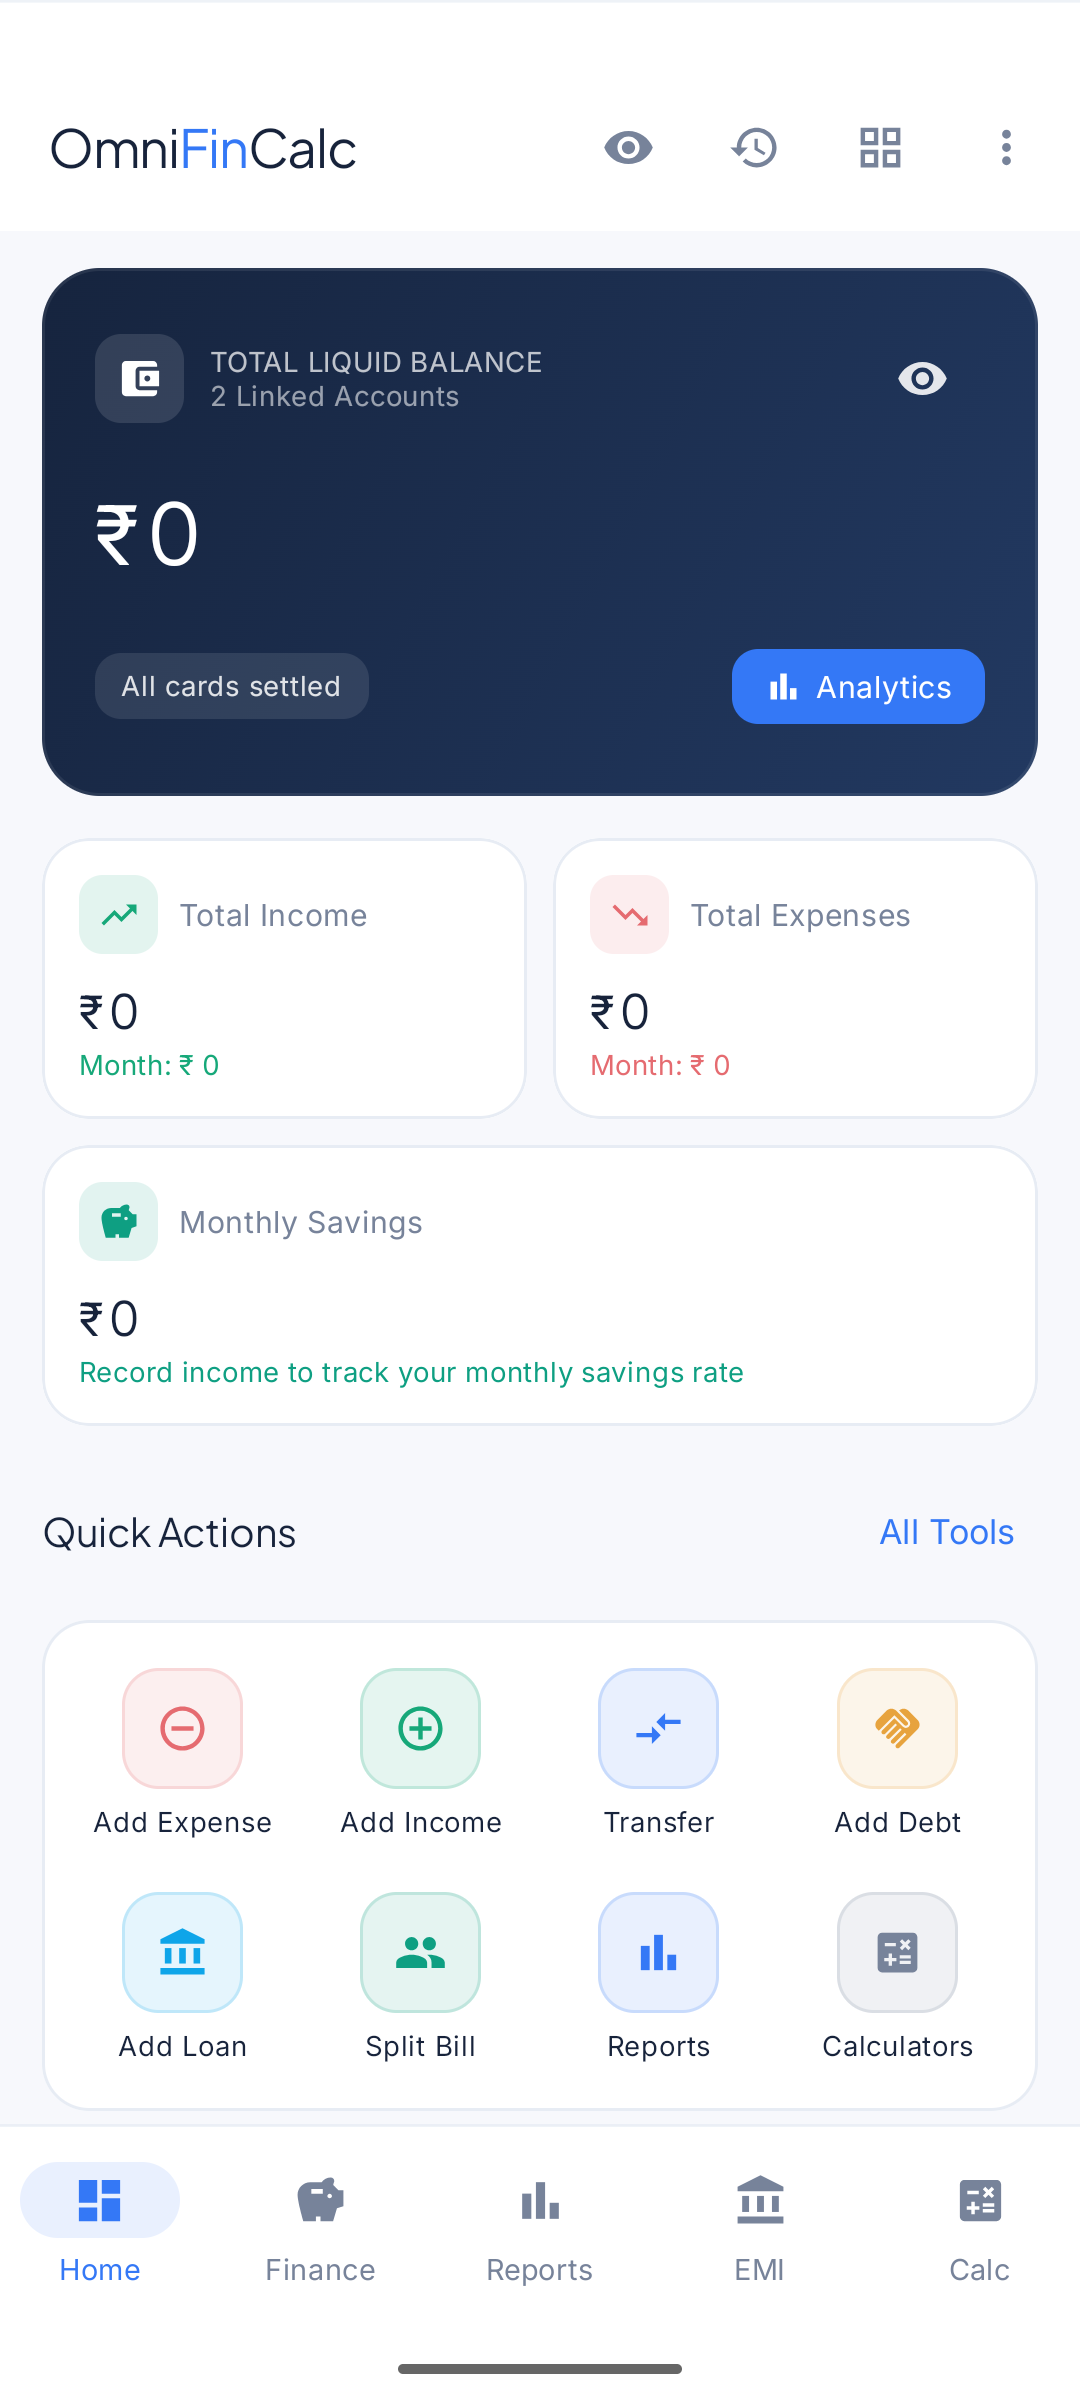 OmniFinCalc
TOTAL LIQUID BALANCE
2 Linked Accounts
₹0
All cards settled
Analytics
Total Income
₹0
Month: ₹ 0
Total Expenses
₹0
Month: ₹ 0
Monthly Savings
₹0
Record income to track your monthly savings rate
Quick Actions
All Tools
Add Expense
Add Income
Transfer
Add Debt
Add Loan
Split Bill
Reports
Calculators
Home
Finance
Reports
EMI
Calc